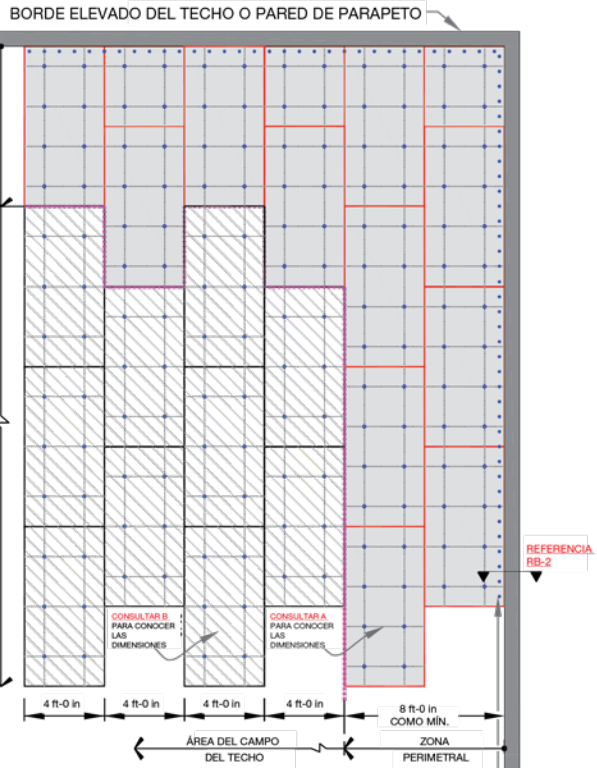 BORDE ELEVADO DEL TECHO O PARED DE PARAPETO
REFERENCIA
RB-2
CONSULTAR B
PARA CONOCER
LAS
DIMENSIONES
CONSULTAR A
PARA CONOCER
LAS
DIMENSIONES
4 ft-0 in
4 ft-0 in
4 ft-0 in
4 ft-0 in
8 ft-0 in
COMO MÍN.
ÁREA DEL CAMPO
DEL TECHO
ZONA
PERIMETRAL